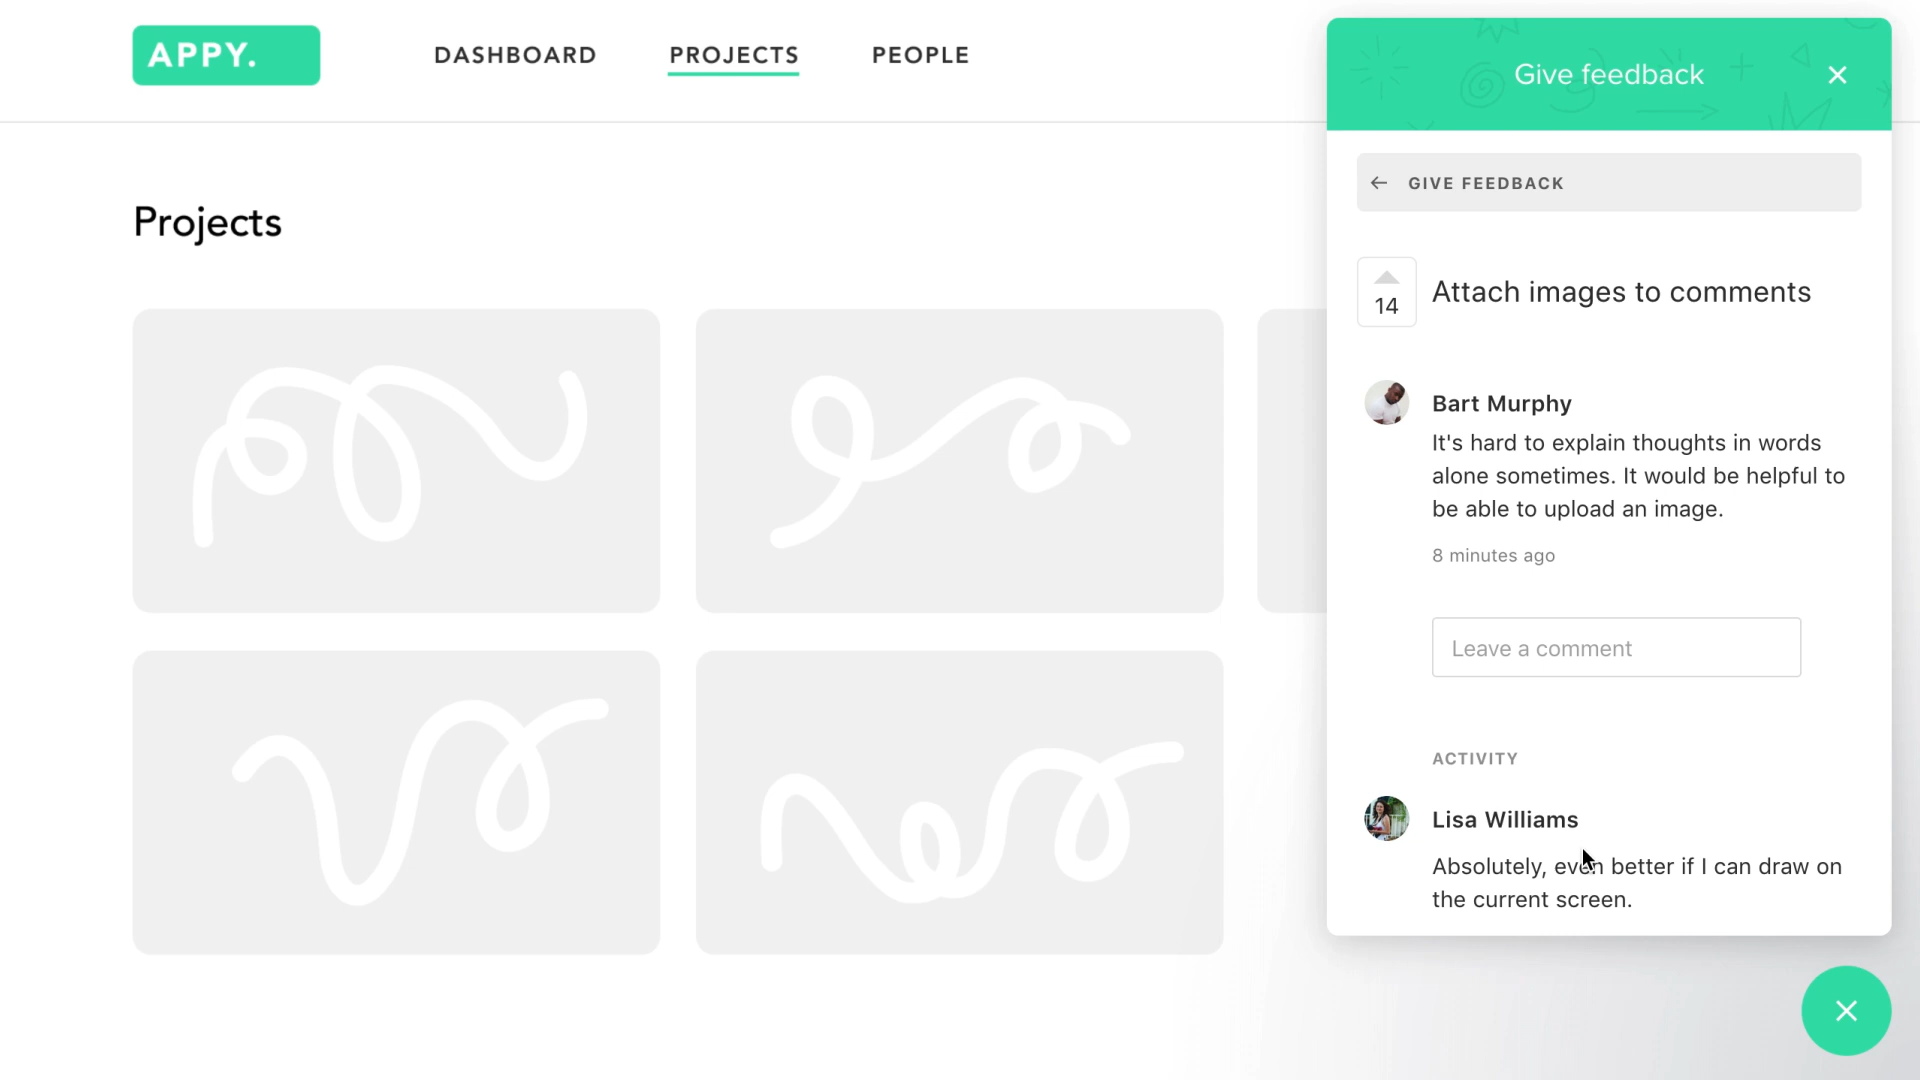 APPY.
DASHBOARD
PROJECTS
PEOPLE
Projects
Give feedback
GIVE FEEDBACK
14
Attach images to comments
Bart Murphy
It's hard to explain thoughts in words
alone sometimes. It would be helpful to
be able to upload an image.
8 minutes ago
Leave a comment
ACTIVITY
Lisa Williams
Absolutely, even better if I can draw on
the current screen.